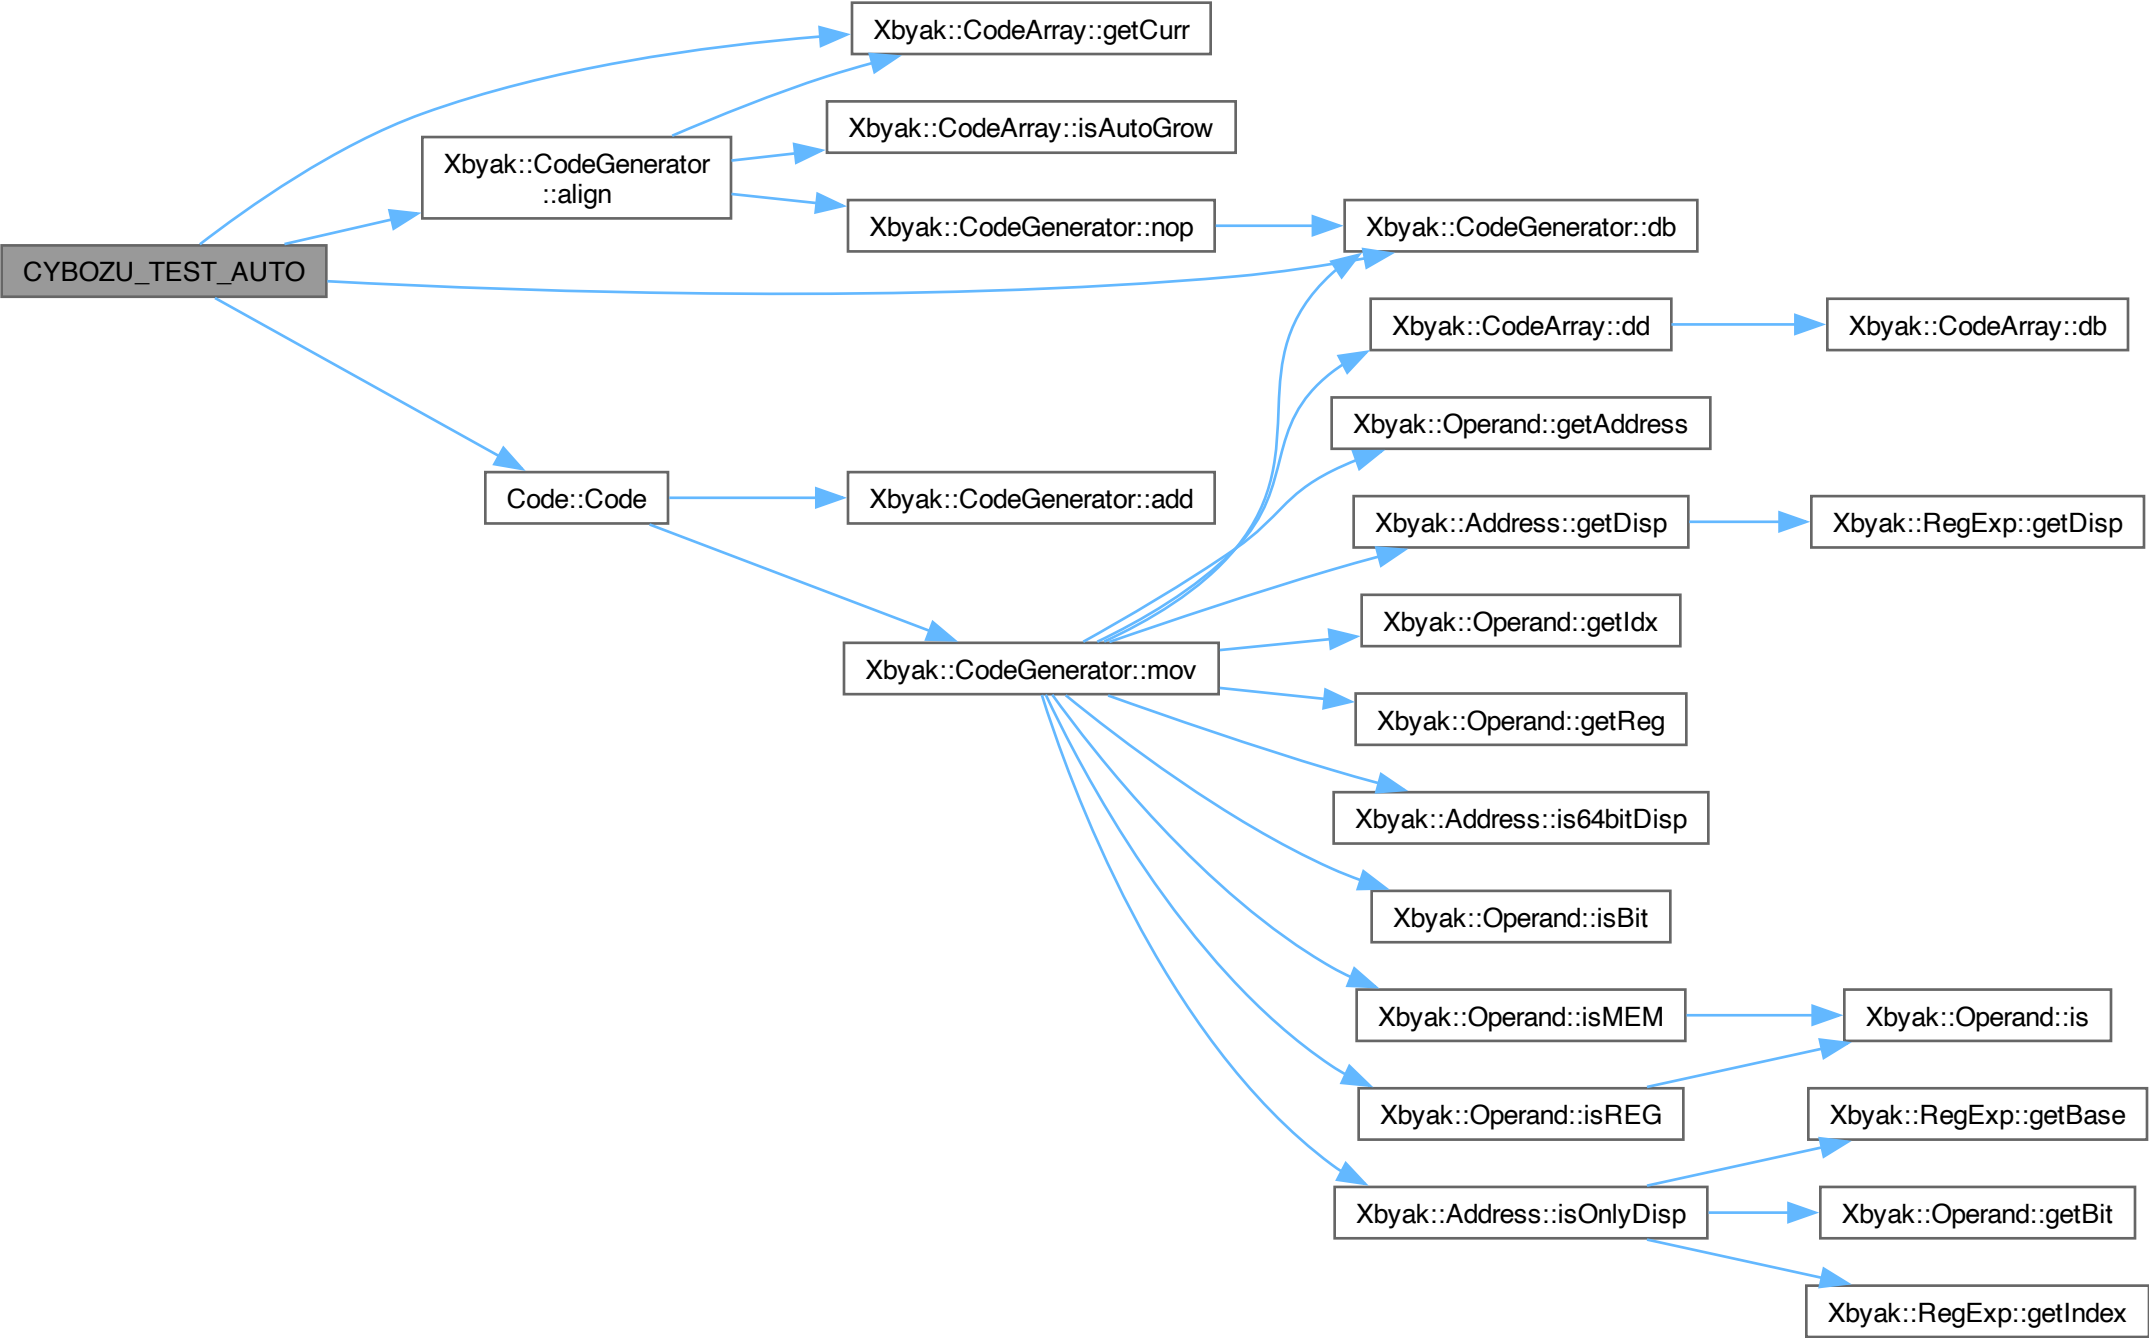 Xbyak::CodeArray::getCurr
Xbyak::CodeArray::isAutoGrow
Xbyak::CodeGenerator
::align
Xbyak::CodeGenerator::nop
Xbyak::CodeGenerator::db
CYBOZU_TEST_AUTO
Xbyak::CodeArray::dd
Xbyak::CodeArray::db
Xbyak::Operand::getAddress
Code::Code
Xbyak::CodeGenerator::add
Xbyak::Address::getDisp
Xbyak::RegExp::getDisp
Xbyak::Operand::getIdx
Xbyak::CodeGenerator::mov
Xbyak::Operand::getReg
Xbyak::Address::is64bitDisp
Xbyak::Operand::isBit
Xbyak::Operand::isMEM
Xbyak::Operand::is
Xbyak::Operand::isREG
Xbyak::RegExp::getBase
Xbyak::Address::isOnlyDisp
Xbyak::Operand::getBit
Xbyak::RegExp::getIndex